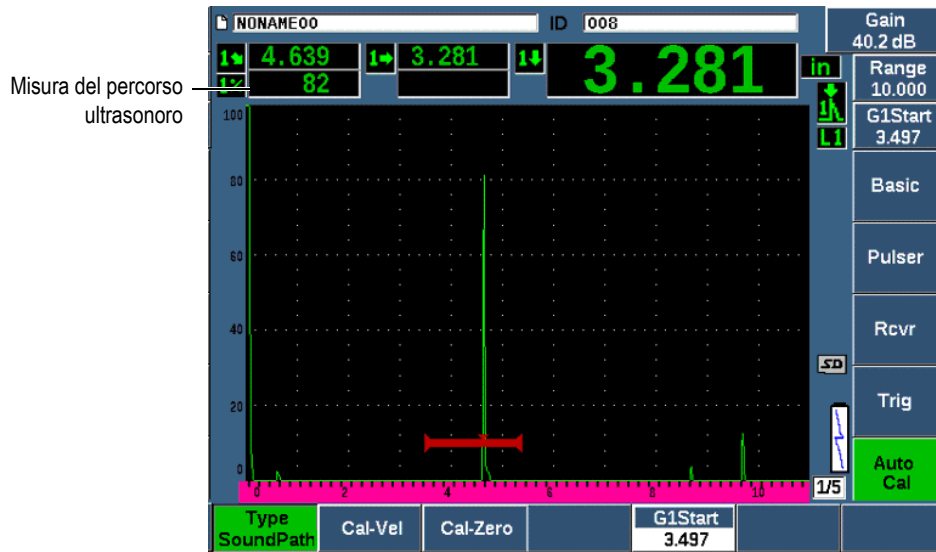 NONAME00 ID 008
Gain
40.2 dB
4.639
3.281
3.281
82
in
Misura del percorso
ultrasonoro
Range
10.000
G1Start
3.497
L1
100
80
60
40
20
0
0 2 4 6 8 10
Basic
Pulser
Rcvr
SD
Trig
Auto
Cal
1/5
Type
SoundPath
Cal-Vel
Cal-Zero
G1Start
3.497